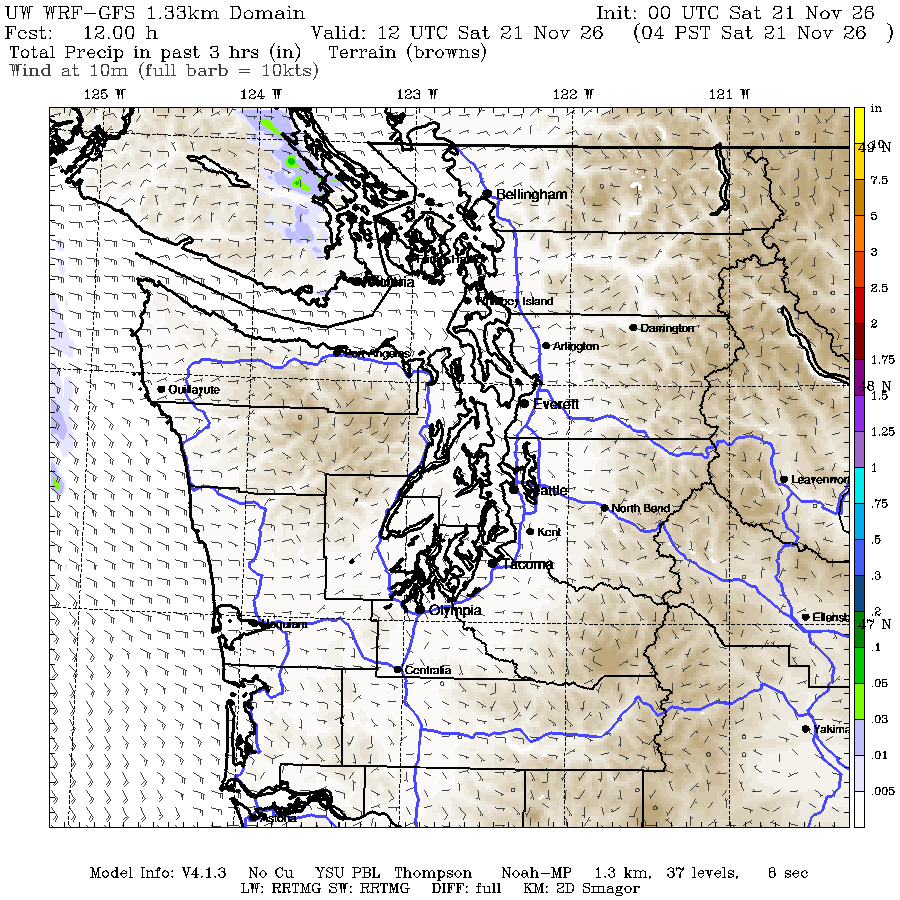 UW WRF-GFS 1.33km Domain Init: 00 UTC Sat 21 Nov 26
Fcst: 12.00 h Valid: 12 UTC Sat 21 Nov 26 (04 PST Sat 21 Nov 26 )
Total Precip in past 3 hrs (in) Terrain (browns)
Wind at 10m (full barb = 10kts)
125 W 124 W 123 W 122 W 121 W
in
49 N
7.5
Bellingham
5
3
Victoria
2.5
Whidbey Island
2
Darrington
Arlington
Port Angeles
1.75
48 N
Quillayute
1.5
Everett
1.25
1
Leavenwor
Seattle
.75
North Bend
Kent
.5
Tacoma
.3
Olympia
.2
Ellensb
Hoquiam
47 N
.1
Centralia
.05
.03
Yakima
.01
.005
Astoria
Model Info: V4.1.3 No Cu YSU PBL Thompson Noah-MP 1.3 km, 37 levels, 8 sec
LW: RRTMG SW: RRTMG DIFF: full KM: 2D Smagor